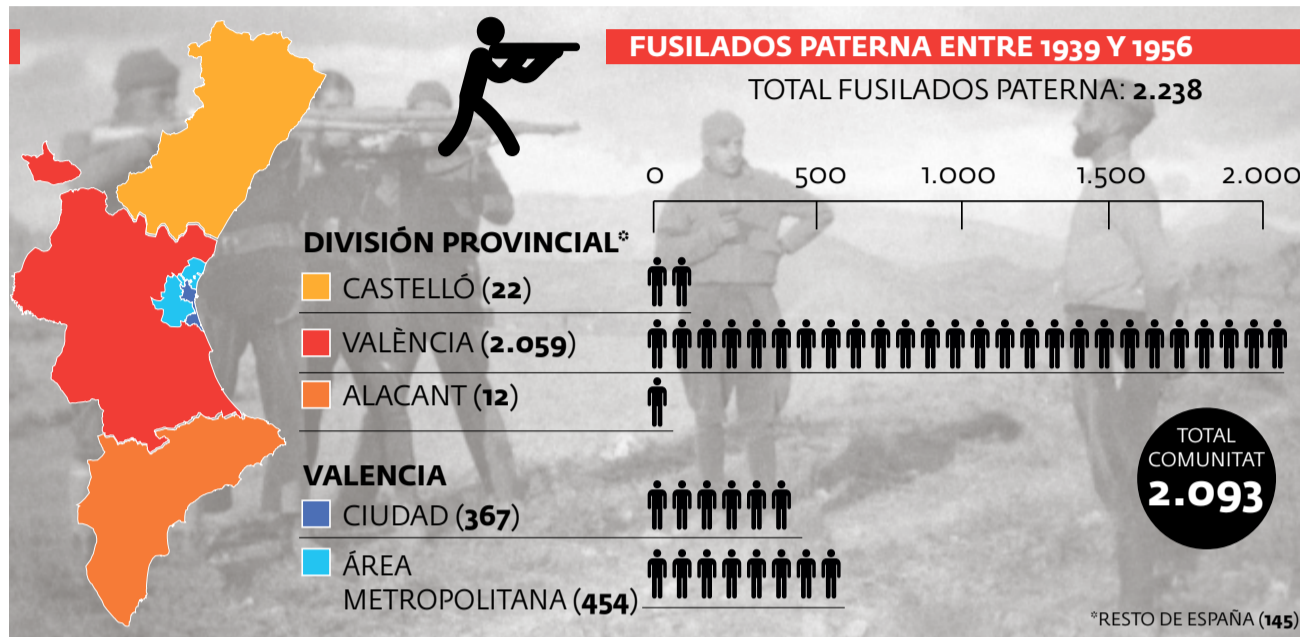 FUSILADOS PATERNA ENTRE 1939 Y 1956
TOTAL FUSILADOS PATERNA: 2.238
0 500 1.000 1.500 2.000
DIVISIÓN PROVINCIAL*
CASTELLÓ (22)
VALÈNCIA (2.059)
ALACANT (12)
TOTAL
COMUNITAT
2.093
VALENCIA
CIUDAD (367)
ÁREA
METROPOLITANA (454)
*RESTO DE ESPAÑA (145)